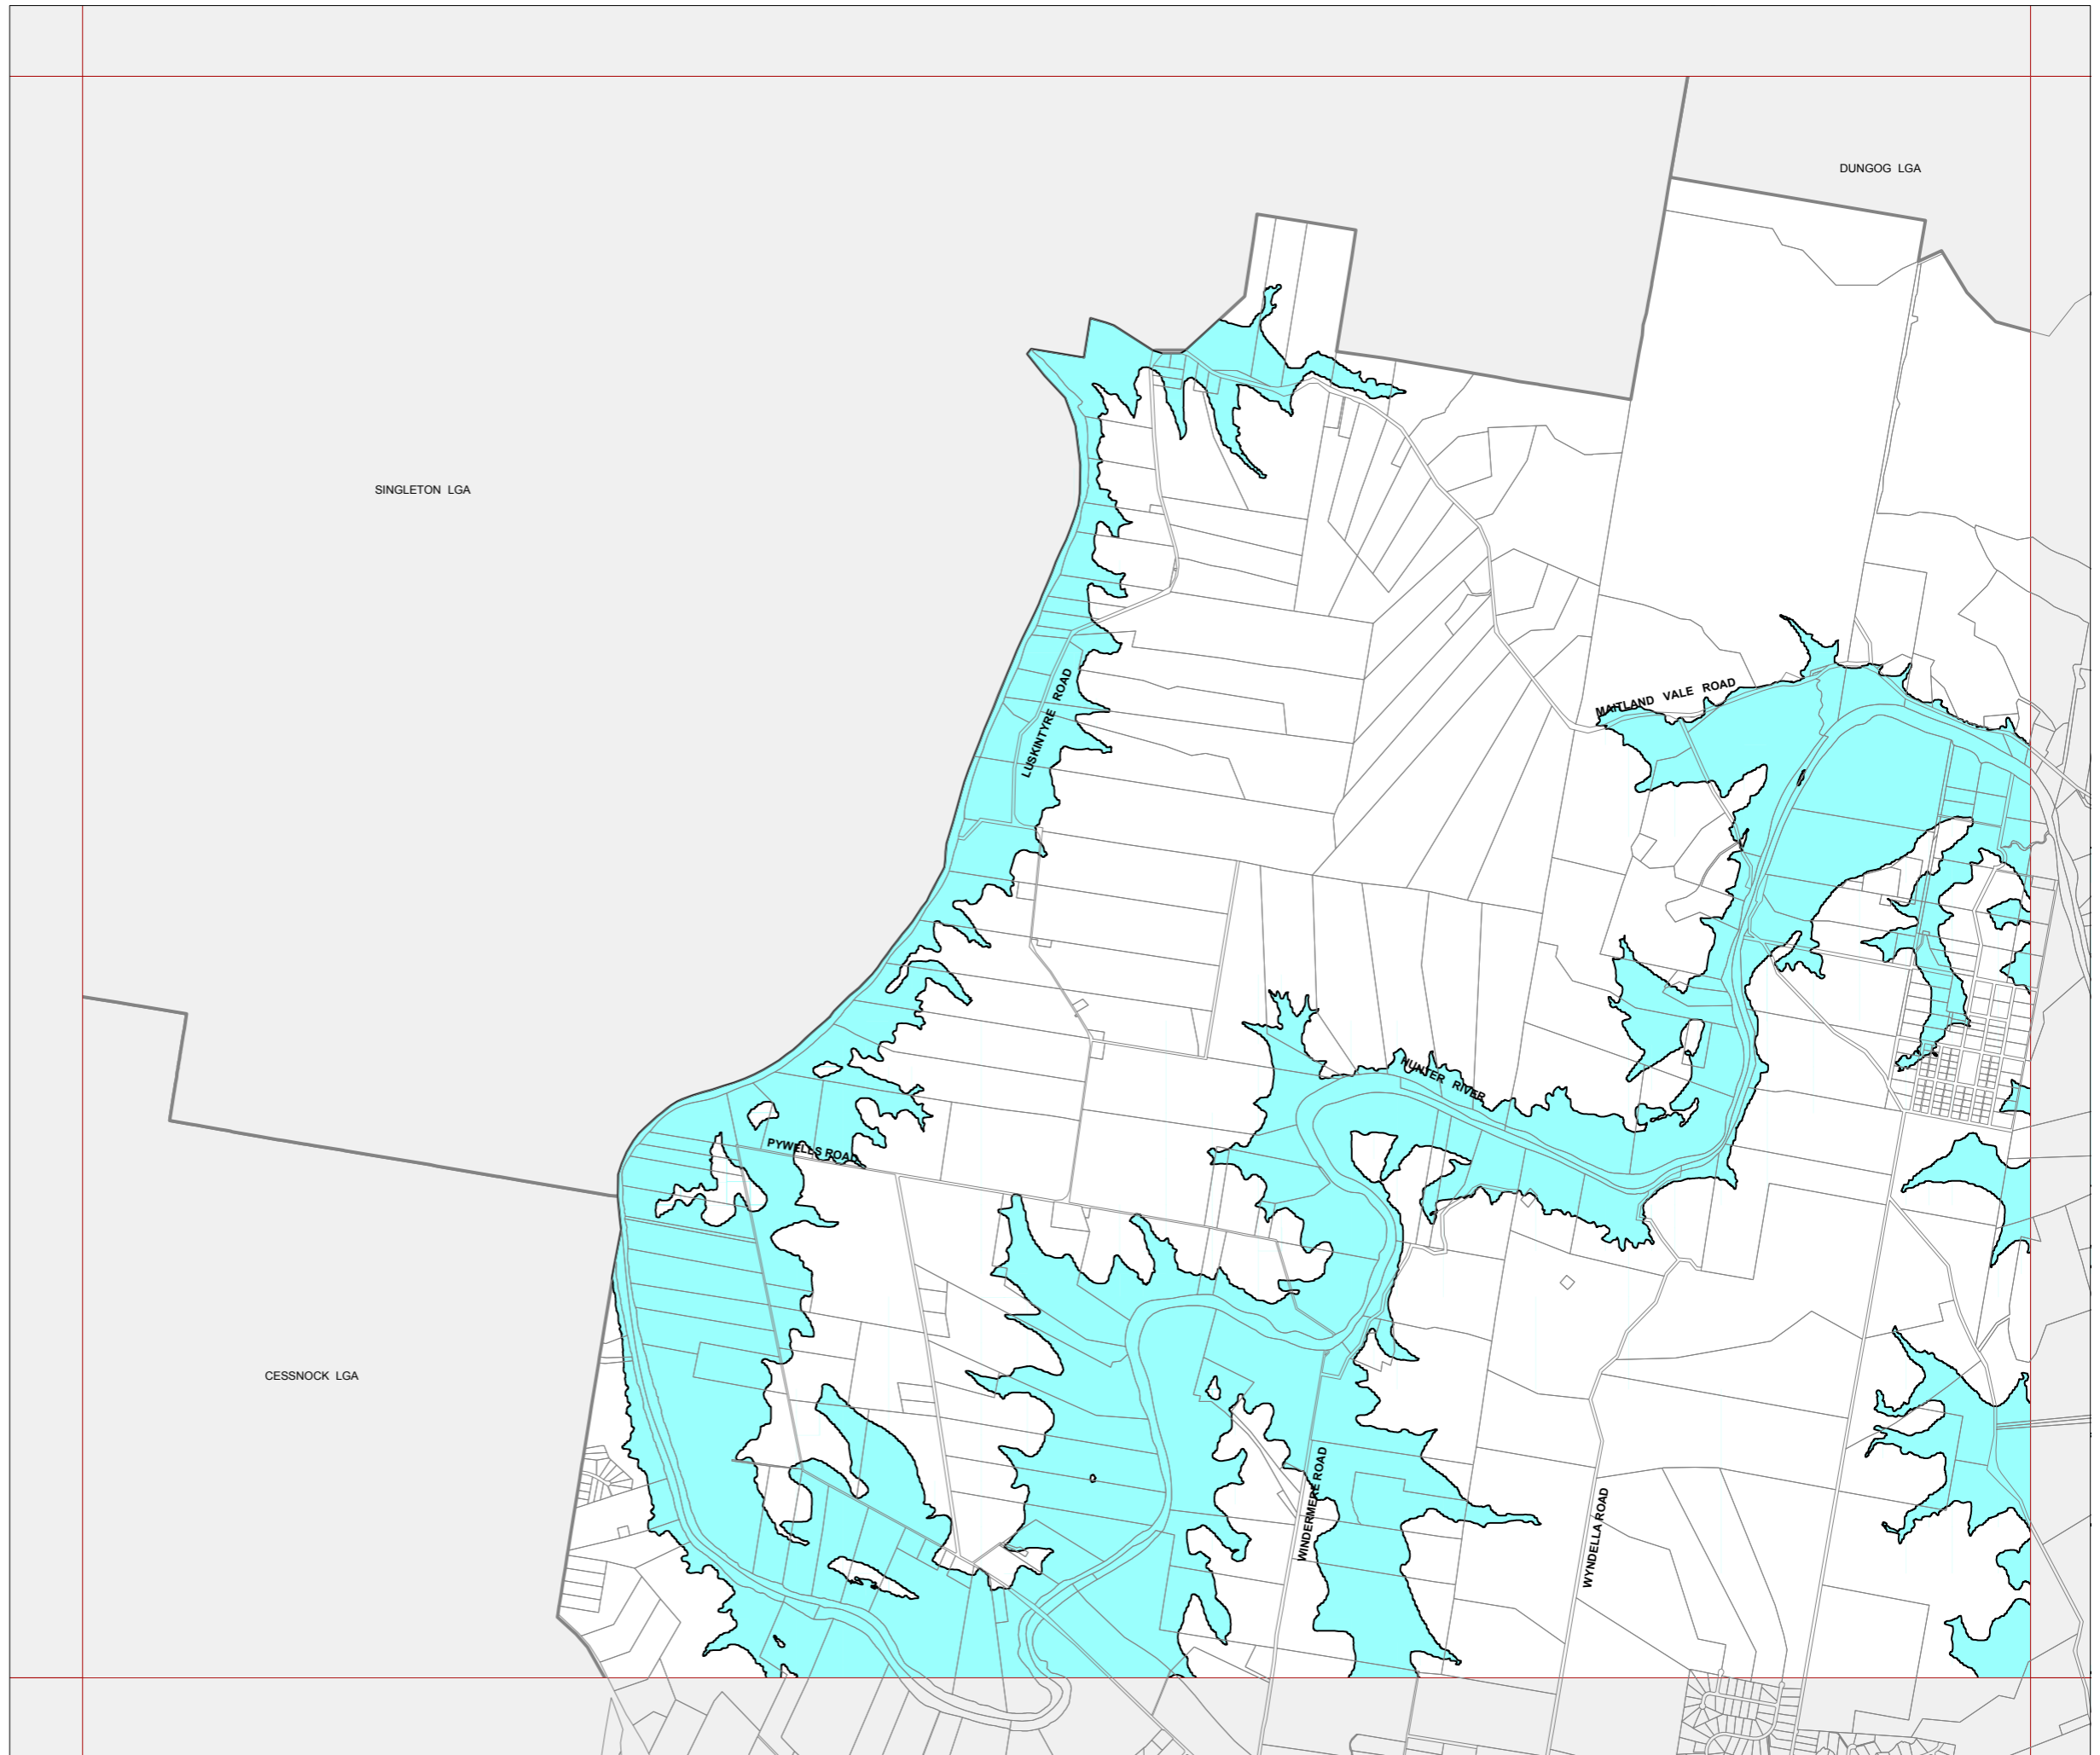 DUNGOG LGA
SINGLETON LGA
LUSKINTYRE ROAD
MAITLAND VALE ROAD
HUNTER RIVER
PYWELLS ROAD
CESSNOCK LGA
WINDERMERE ROAD
WYNDELLA ROAD